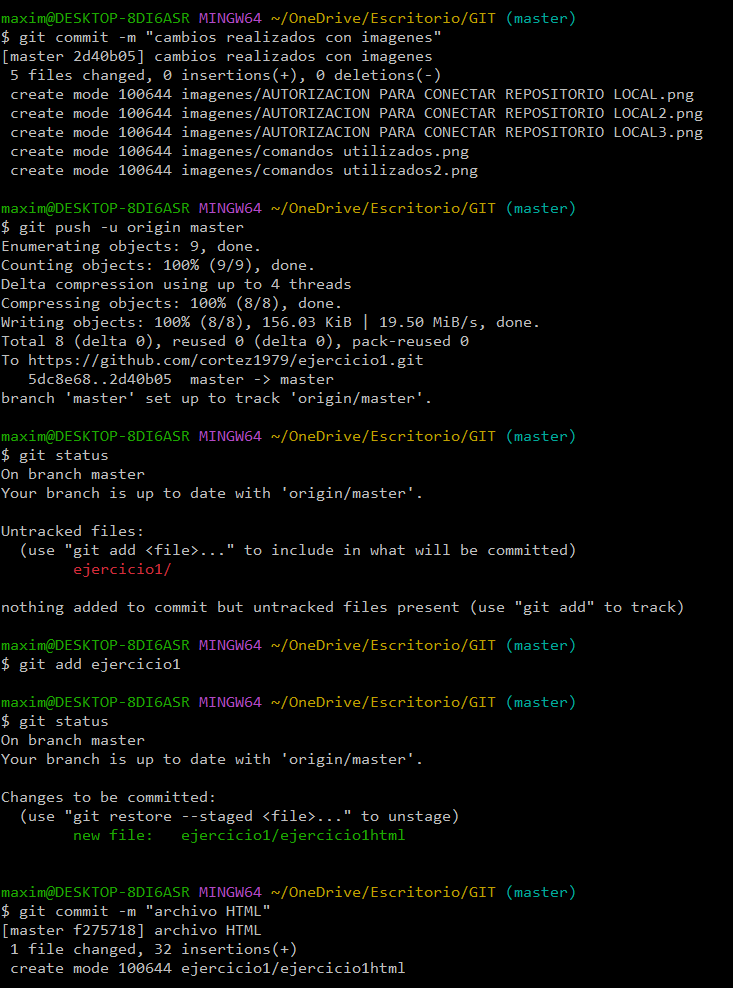 maxim@DESKTOP-8DI6ASR MINGW64 ~/OneDrive/Escritorio/GIT (master)
$ git commit -m "cambios realizados con imagenes"
[master 2d40b05] cambios realizados con imagenes
 5 files changed, 0 insertions(+), 0 deletions(-)
 create mode 100644 imagenes/AUTORIZACION PARA CONECTAR REPOSITORIO LOCAL.png
 create mode 100644 imagenes/AUTORIZACION PARA CONECTAR REPOSITORIO LOCAL2.png
 create mode 100644 imagenes/AUTORIZACION PARA CONECTAR REPOSITORIO LOCAL3.png
 create mode 100644 imagenes/comandos utilizados.png
 create mode 100644 imagenes/comandos utilizados2.png

maxim@DESKTOP-8DI6ASR MINGW64 ~/OneDrive/Escritorio/GIT (master)
$ git push -u origin master
Enumerating objects: 9, done.
Counting objects: 100% (9/9), done.
Delta compression using up to 4 threads
Compressing objects: 100% (8/8), done.
Writing objects: 100% (8/8), 156.03 KiB | 19.50 MiB/s, done.
Total 8 (delta 0), reused 0 (delta 0), pack-reused 0
To https://github.com/cortez1979/ejercicio1.git
   5dc8e68..2d40b05  master -> master
branch 'master' set up to track 'origin/master'.

maxim@DESKTOP-8DI6ASR MINGW64 ~/OneDrive/Escritorio/GIT (master)
$ git status
On branch master
Your branch is up to date with 'origin/master'.

Untracked files:
  (use "git add <file>..." to include in what will be committed)
        ejercicio1/

nothing added to commit but untracked files present (use "git add" to track)

maxim@DESKTOP-8DI6ASR MINGW64 ~/OneDrive/Escritorio/GIT (master)
$ git add ejercicio1

maxim@DESKTOP-8DI6ASR MINGW64 ~/OneDrive/Escritorio/GIT (master)
$ git status
On branch master
Your branch is up to date with 'origin/master'.

Changes to be committed:
  (use "git restore --staged <file>..." to unstage)
        new file:   ejercicio1/ejercicio1html

maxim@DESKTOP-8DI6ASR MINGW64 ~/OneDrive/Escritorio/GIT (master)
$ git commit -m "archivo HTML"
[master f275718] archivo HTML
 1 file changed, 32 insertions(+)
 create mode 100644 ejercicio1/ejercicio1html